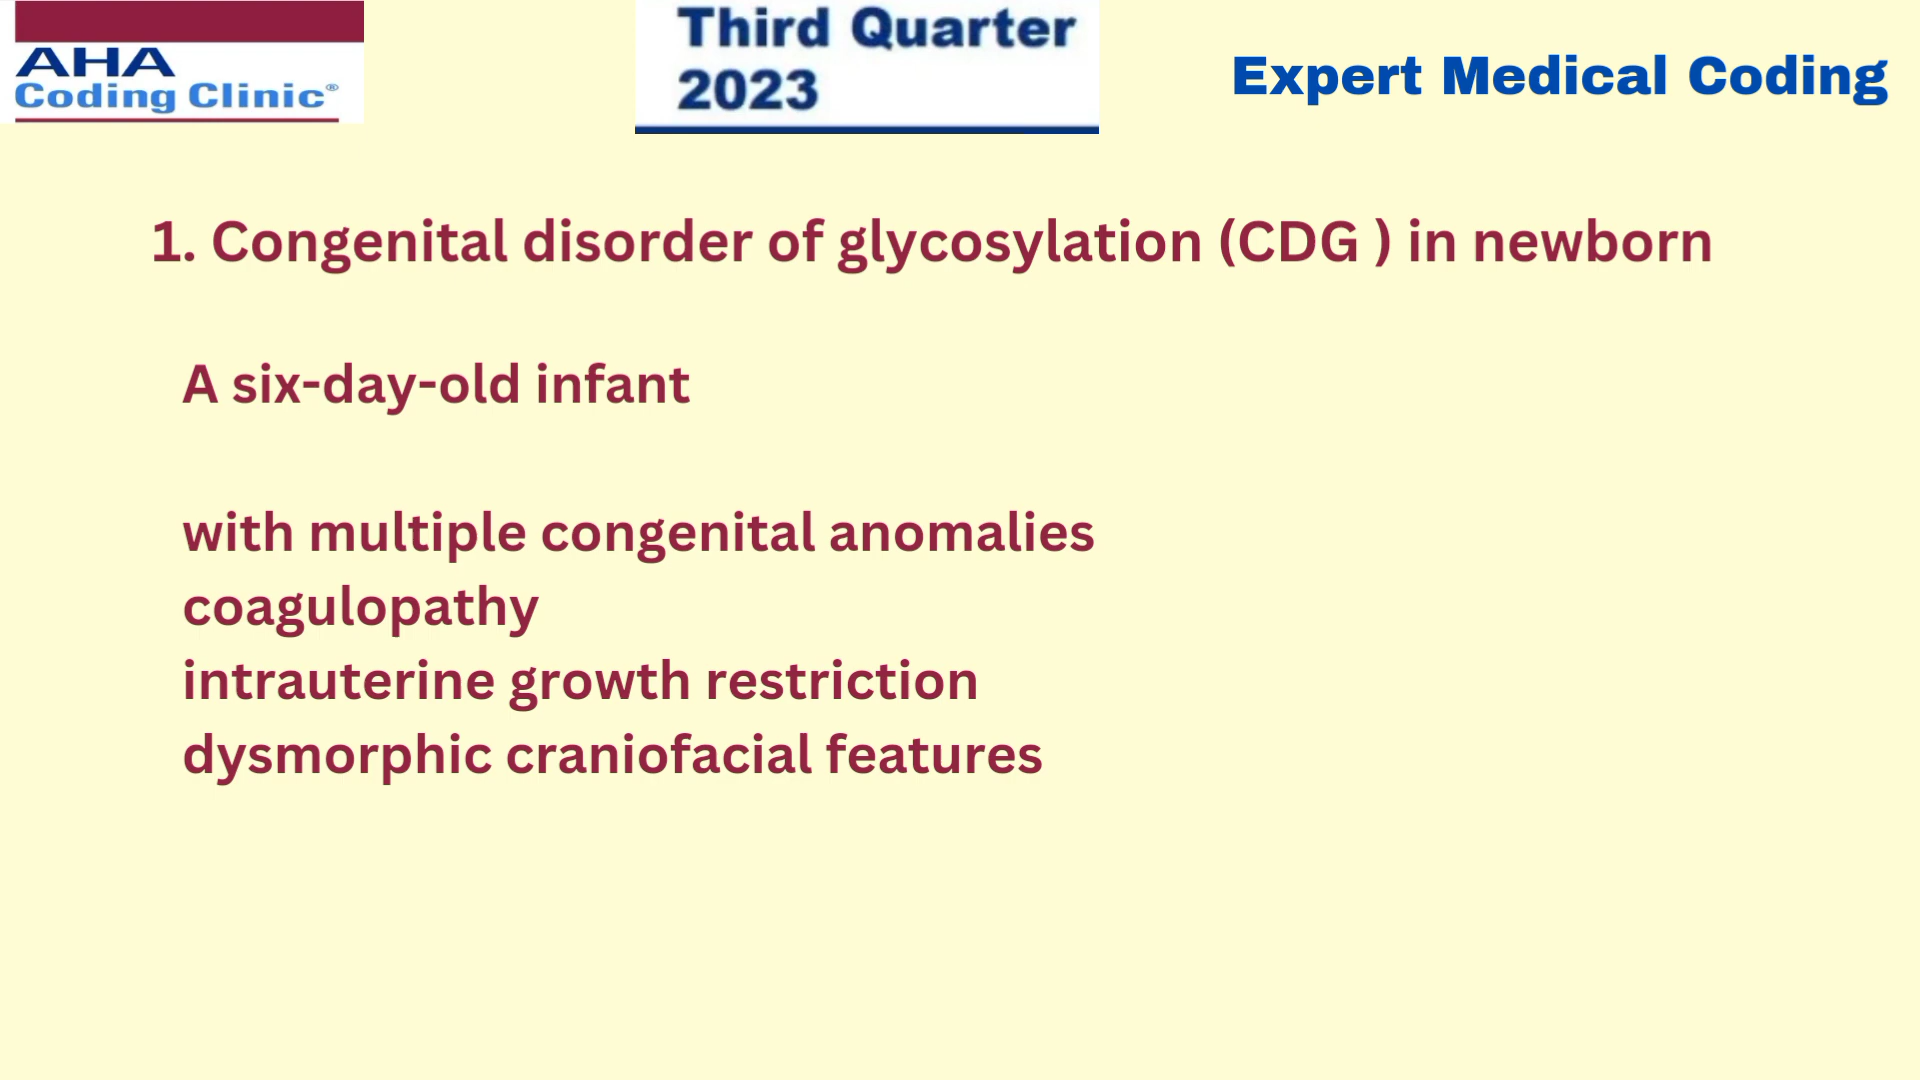 AHA
Coding Clinic®
Third Quarter
2023
Expert Medical Coding
1. Congenital disorder of glycosylation (CDG ) in newborn
A six-day-old infant
with multiple congenital anomalies
coagulopathy
intrauterine growth restriction
dysmorphic craniofacial features